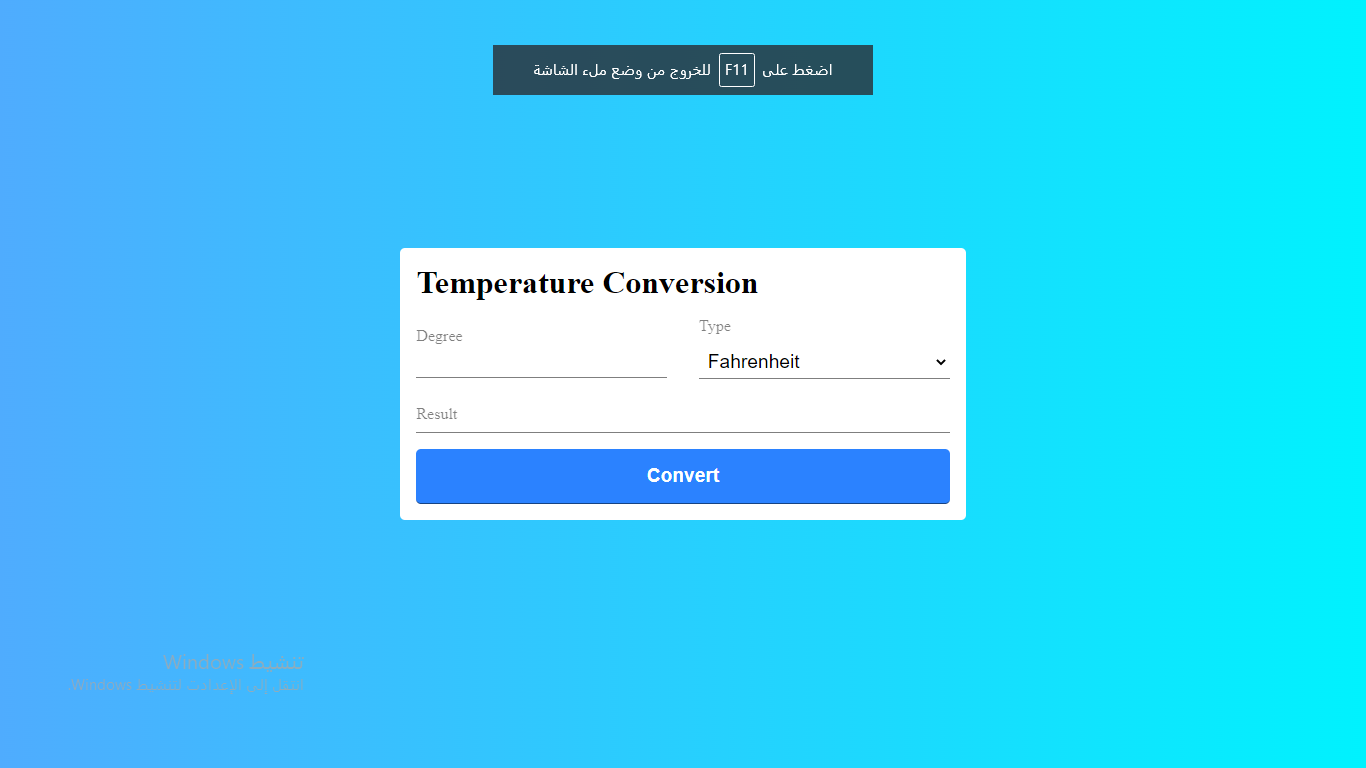 اضغط على F11 للخروج من وضع ملء الشاشة
Temperature Conversion
Degree
Type
Fahrenheit
Result
Convert
تنشيط Windows
انتقل إلى الإعدادات لتنشيط Windows.